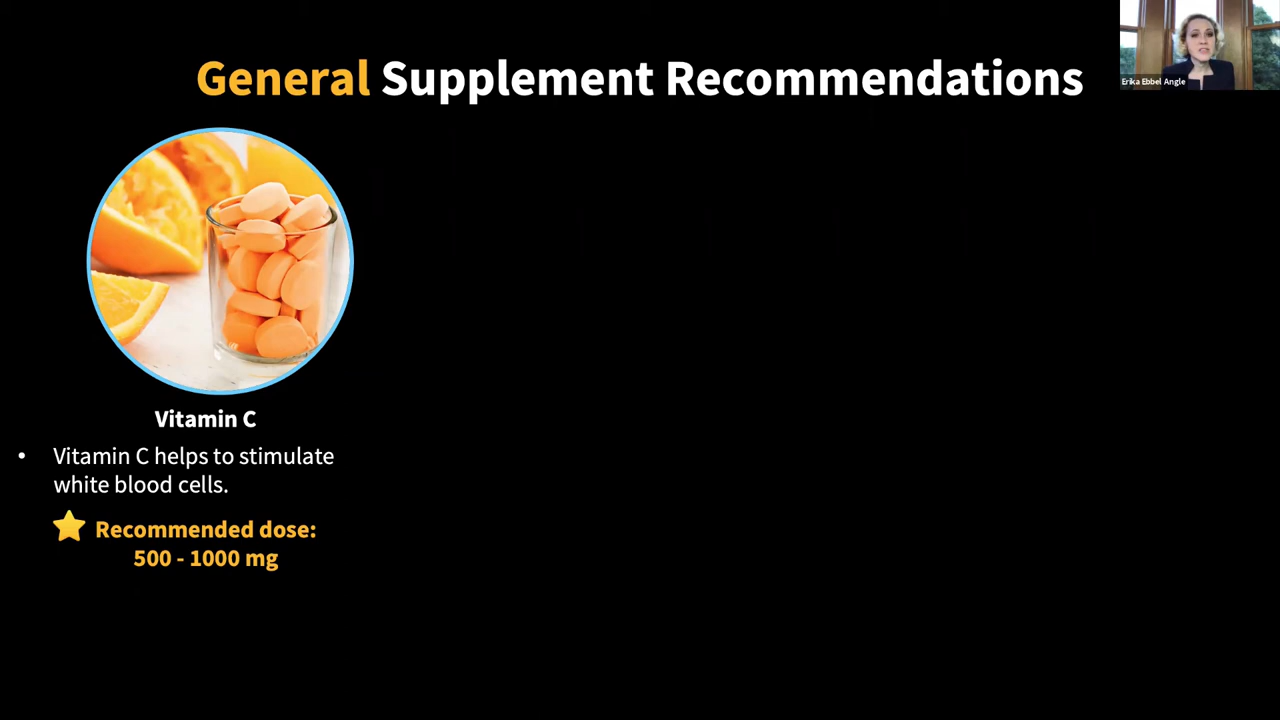 General Supplement Recommendations
Erika Ebbel Angle
Vitamin C
• Vitamin C helps to stimulate
white blood cells.
Recommended dose:
500 - 1000 mg